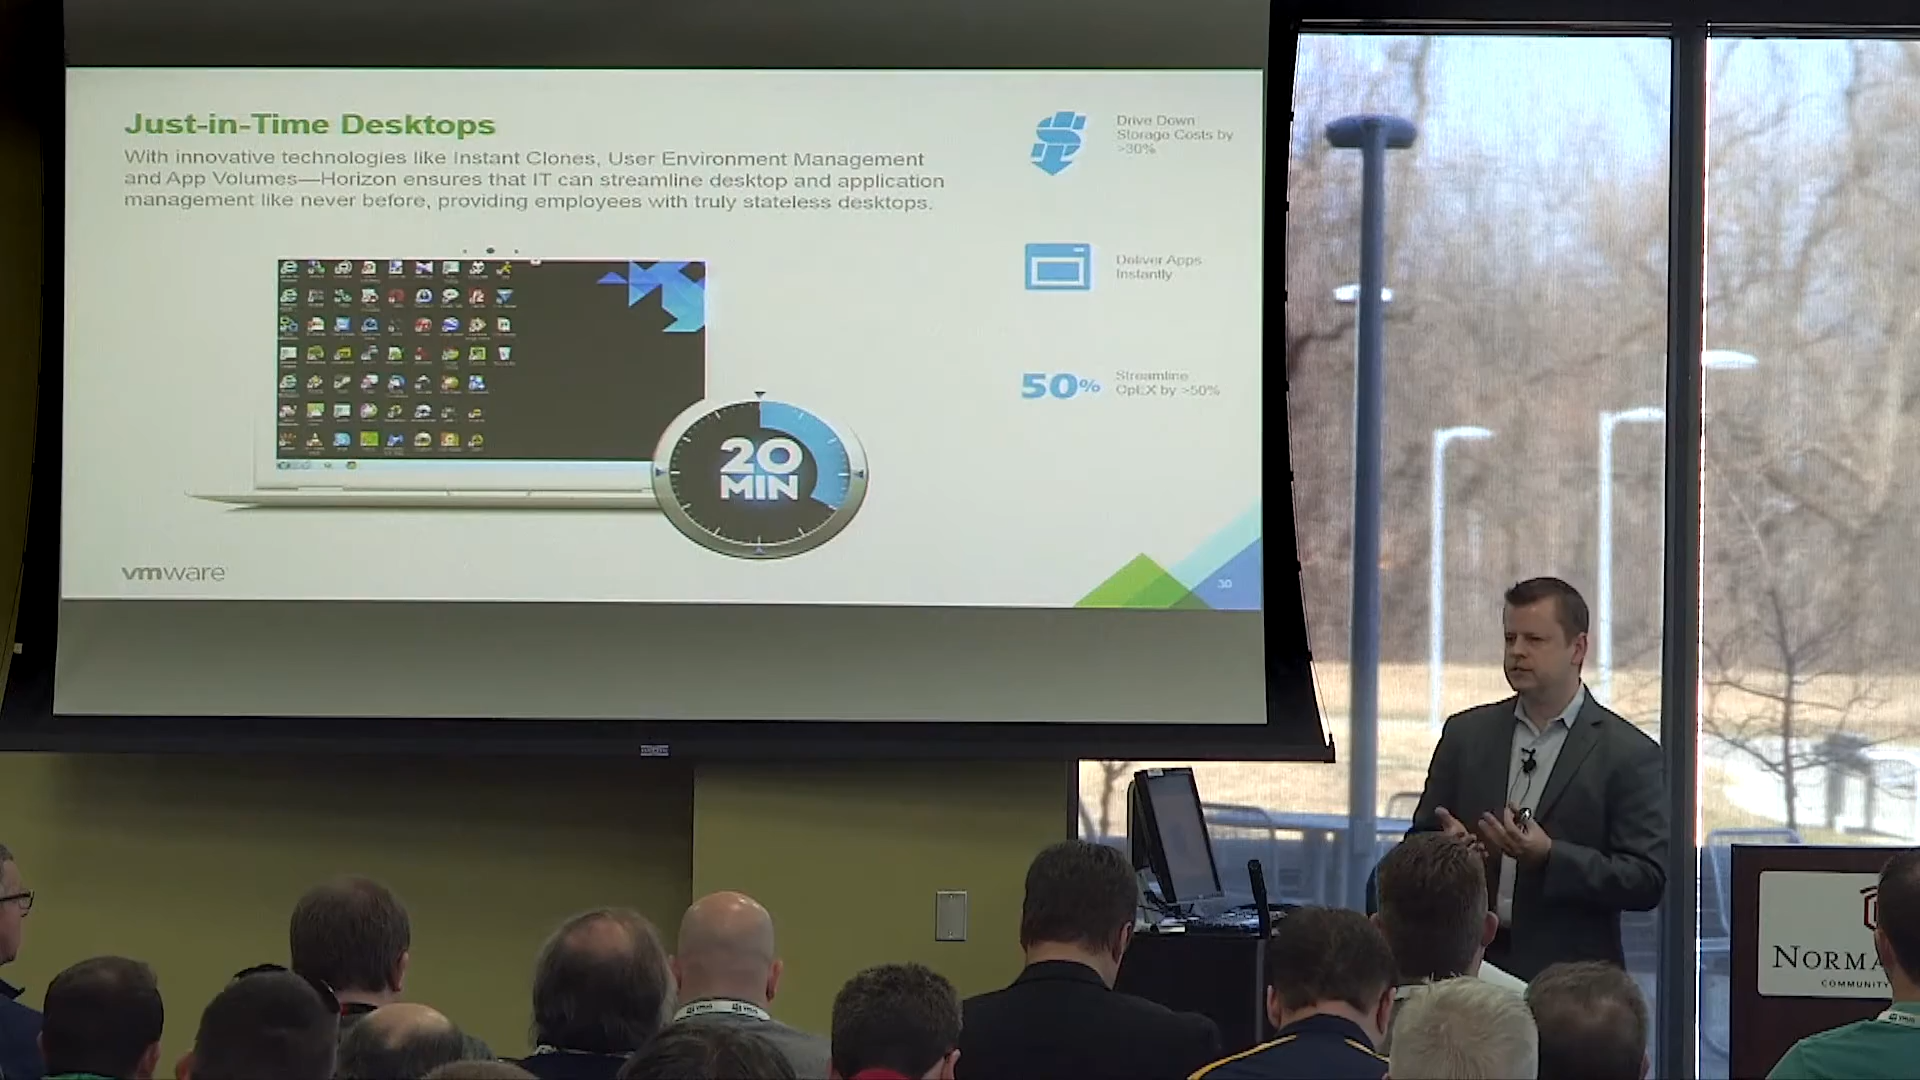 Just-in-Time Desktops
With innovative technologies like Instant Clones, User Environment Management
and App Volumes—Horizon ensures that IT can streamline desktop and application
management like never before, providing employees with truly stateless desktops.
Drive Down
Storage Costs by
>30%
Deliver Apps
Instantly
50%
Streamline
OpEX by >50%
20
MIN
vmware
30
NORMA
COMMUNITY